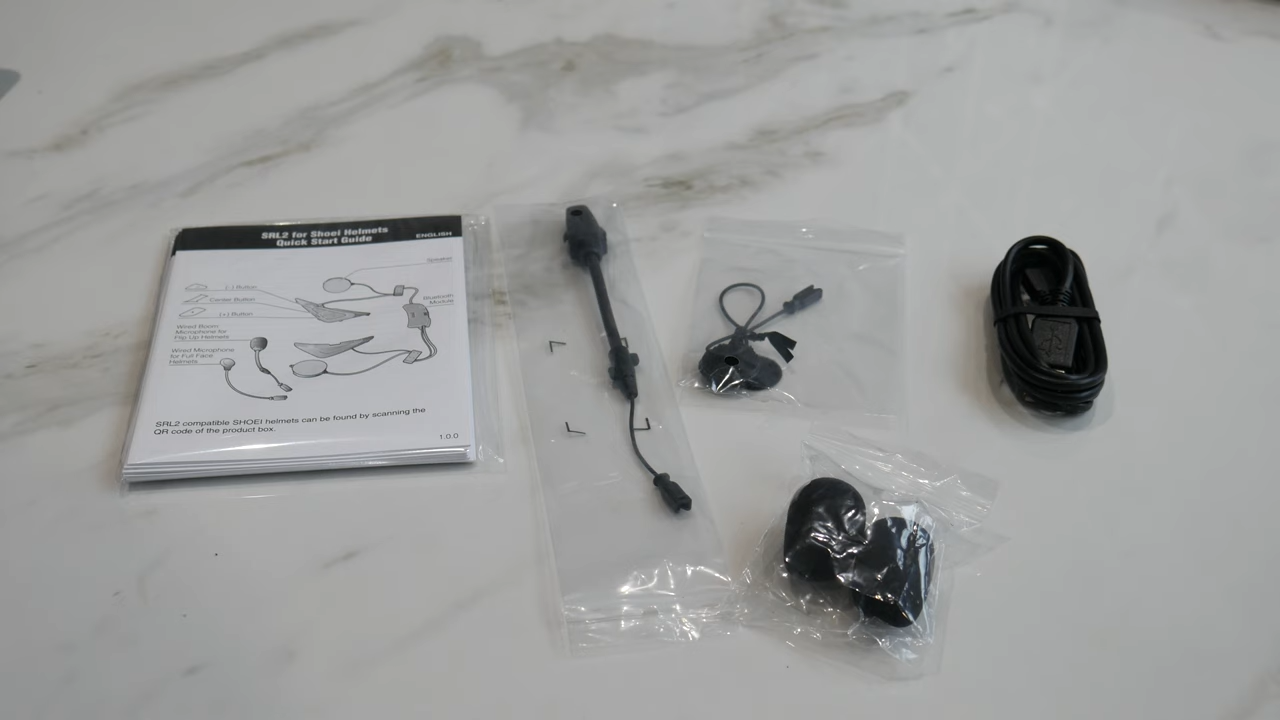 SRL2 for Shoei Helmets
Quick Start Guide
ENGLISH
Speaker
(-) Button
Center Button
(+) Button
Bluetooth
Module
Wired Boom
Microphone for
Flip Up Helmets
Wired Microphone
for Full Face
Helmets
SRL2 compatible SHOEI helmets can be found by scanning the
QR code of the product box.
1.0.0